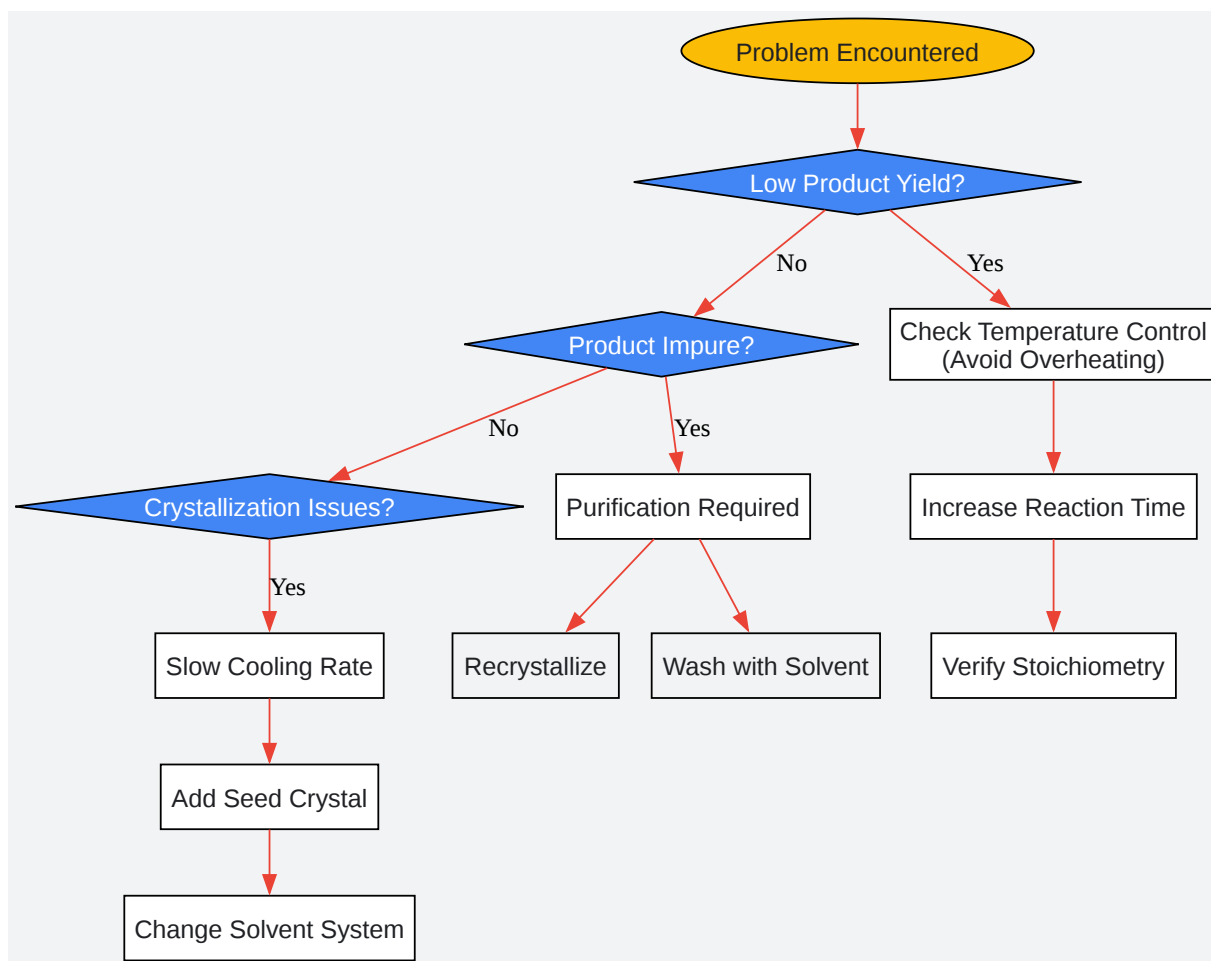 Problem Encountered
Low Product Yield?
No
Yes
Product Impure?
Check Temperature Control
(Avoid Overheating)
No
Yes
Crystallization Issues?
Purification Required
Increase Reaction Time
Yes
Slow Cooling Rate
Recrystallize
Wash with Solvent
Verify Stoichiometry
Add Seed Crystal
Change Solvent System